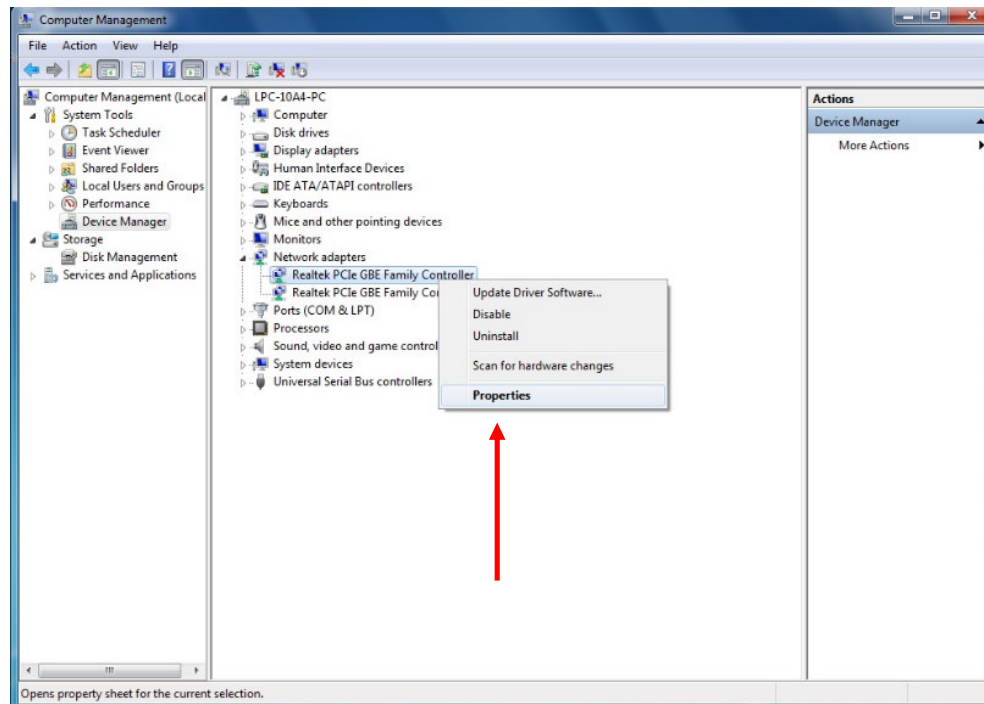 Computer Management
File Action View Help
Computer Management (Local
System Tools
Task Scheduler
Event Viewer
Shared Folders
Local Users and Groups
Performance
Device Manager
Storage
Disk Management
Services and Applications
LPC-10A4-PC
Computer
Disk drives
Display adapters
Human Interface Devices
IDE ATA/ATAPI controllers
Keyboards
Mice and other pointing devices
Monitors
Network adapters
Realtek PCIe GBE Family Controller
Realtek PCIe GBE Family Co
Ports (COM & LPT)
Processors
Sound, video and game control
System devices
Universal Serial Bus controllers
Update Driver Software...
Disable
Uninstall
Scan for hardware changes
Properties
Actions
Device Manager
More Actions
Opens property sheet for the current selection.